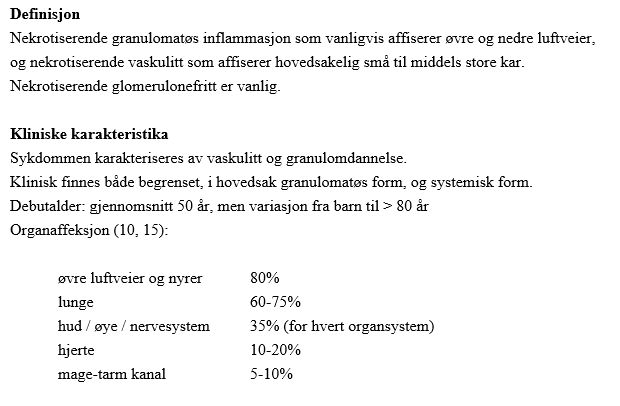 Definisjon
Nekrotiserende granulomatøs inflammasjon som vanligvis affiserer øvre og nedre luftveier,
og nekrotiserende vaskulitt som affiserer hovedsakelig små til middels store kar.
Nekrotiserende glomerulonefritt er vanlig.
Kliniske karakteristika
Sykdommen karakteriseres av vaskulitt og granulomdannelse.
Klinisk finnes både begrenset, i hovedsak granulomatøs form, og systemisk form.
Debutalder: gjennomsnitt 50 år, men variasjon fra barn til > 80 år
Organaffeksjon (10, 15):
øvre luftveier og nyrer 80%
lunge 60-75%
hud / øye / nervesystem 35% (for hvert organsystem)
hjerte 10-20%
mage-tarm kanal 5-10%